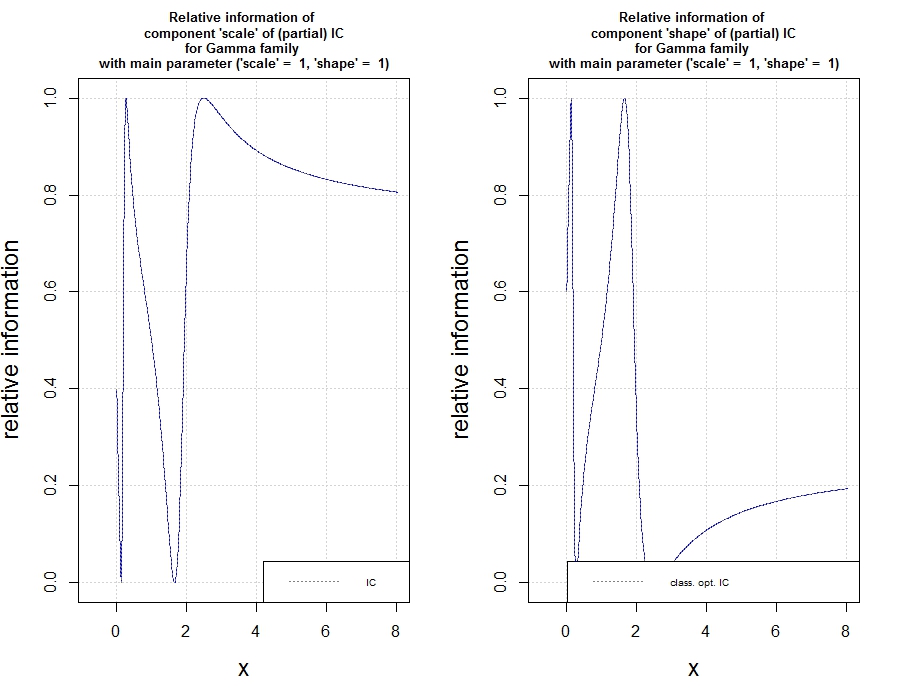 Relative information of
component 'scale' of (partial) IC
for Gamma family
with main parameter ('scale' =  1, 'shape' =  1)
relative information
1.0
0.8
0.6
0.4
0.2
0.0
IC
0
2
4
6
8
X
Relative information of
component 'shape' of (partial) IC
for Gamma family
with main parameter ('scale' =  1, 'shape' =  1)
relative information
1.0
0.8
0.6
0.4
0.2
0.0
class. opt. IC
0
2
4
6
8
X